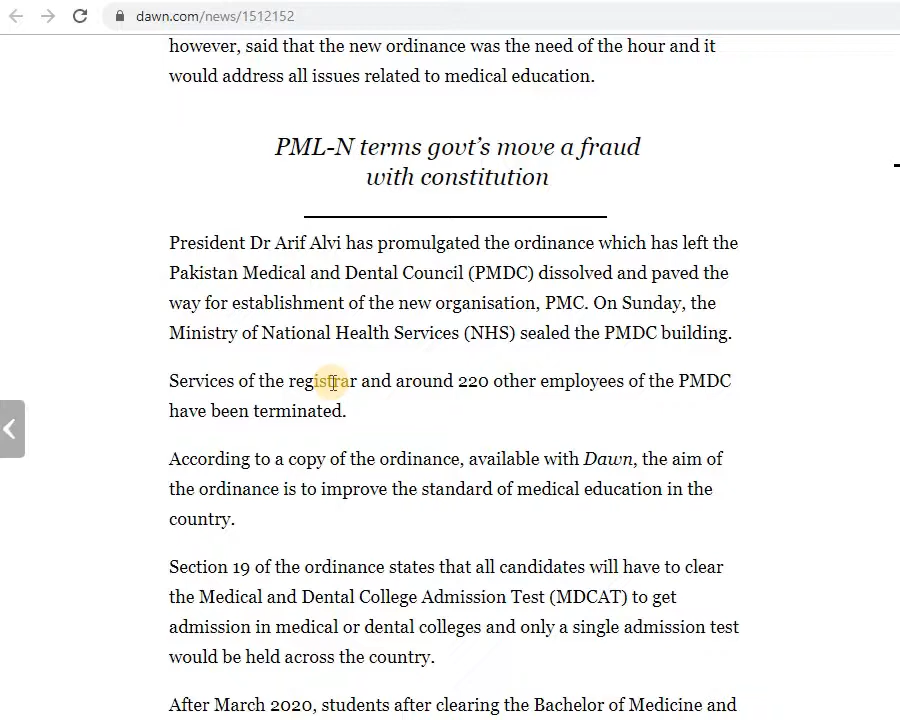 dawn.com/news/1512152
however, said that the new ordinance was the need of the hour and it
would address all issues related to medical education.
PML-N terms govt's move a fraud
with constitution
President Dr Arif Alvi has promulgated the ordinance which has left the
Pakistan Medical and Dental Council (PMDC) dissolved and paved the
way for establishment of the new organisation, PMC. On Sunday, the
Ministry of National Health Services (NHS) sealed the PMDC building.
Services of the registrar and around 220 other employees of the PMDC
have been terminated.
According to a copy of the ordinance, available with Dawn, the aim of
the ordinance is to improve the standard of medical education in the
country.
Section 19 of the ordinance states that all candidates will have to clear
the Medical and Dental College Admission Test (MDCAT) to get
admission in medical or dental colleges and only a single admission test
would be held across the country.
After March 2020, students after clearing the Bachelor of Medicine and